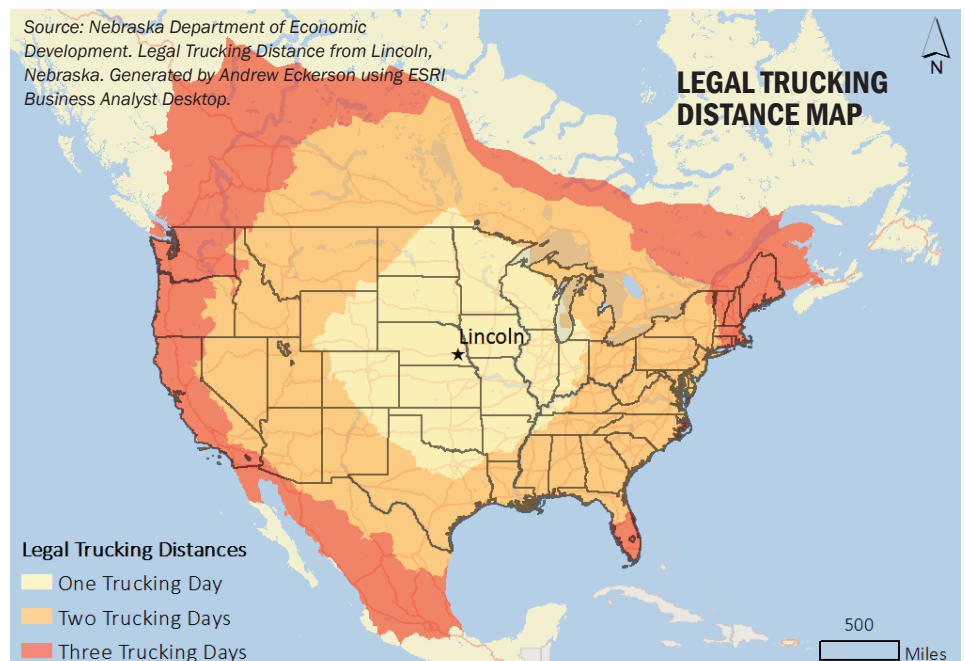 Source: Nebraska Department of Economic
Development. Legal Trucking Distance from Lincoln,
Nebraska. Generated by Andrew Eckerson using ESRI
Business Analyst Desktop.
N
LEGAL TRUCKING
DISTANCE MAP
Lincoln
Legal Trucking Distances
One Trucking Day
Two Trucking Days
Three Trucking Days
500
Miles